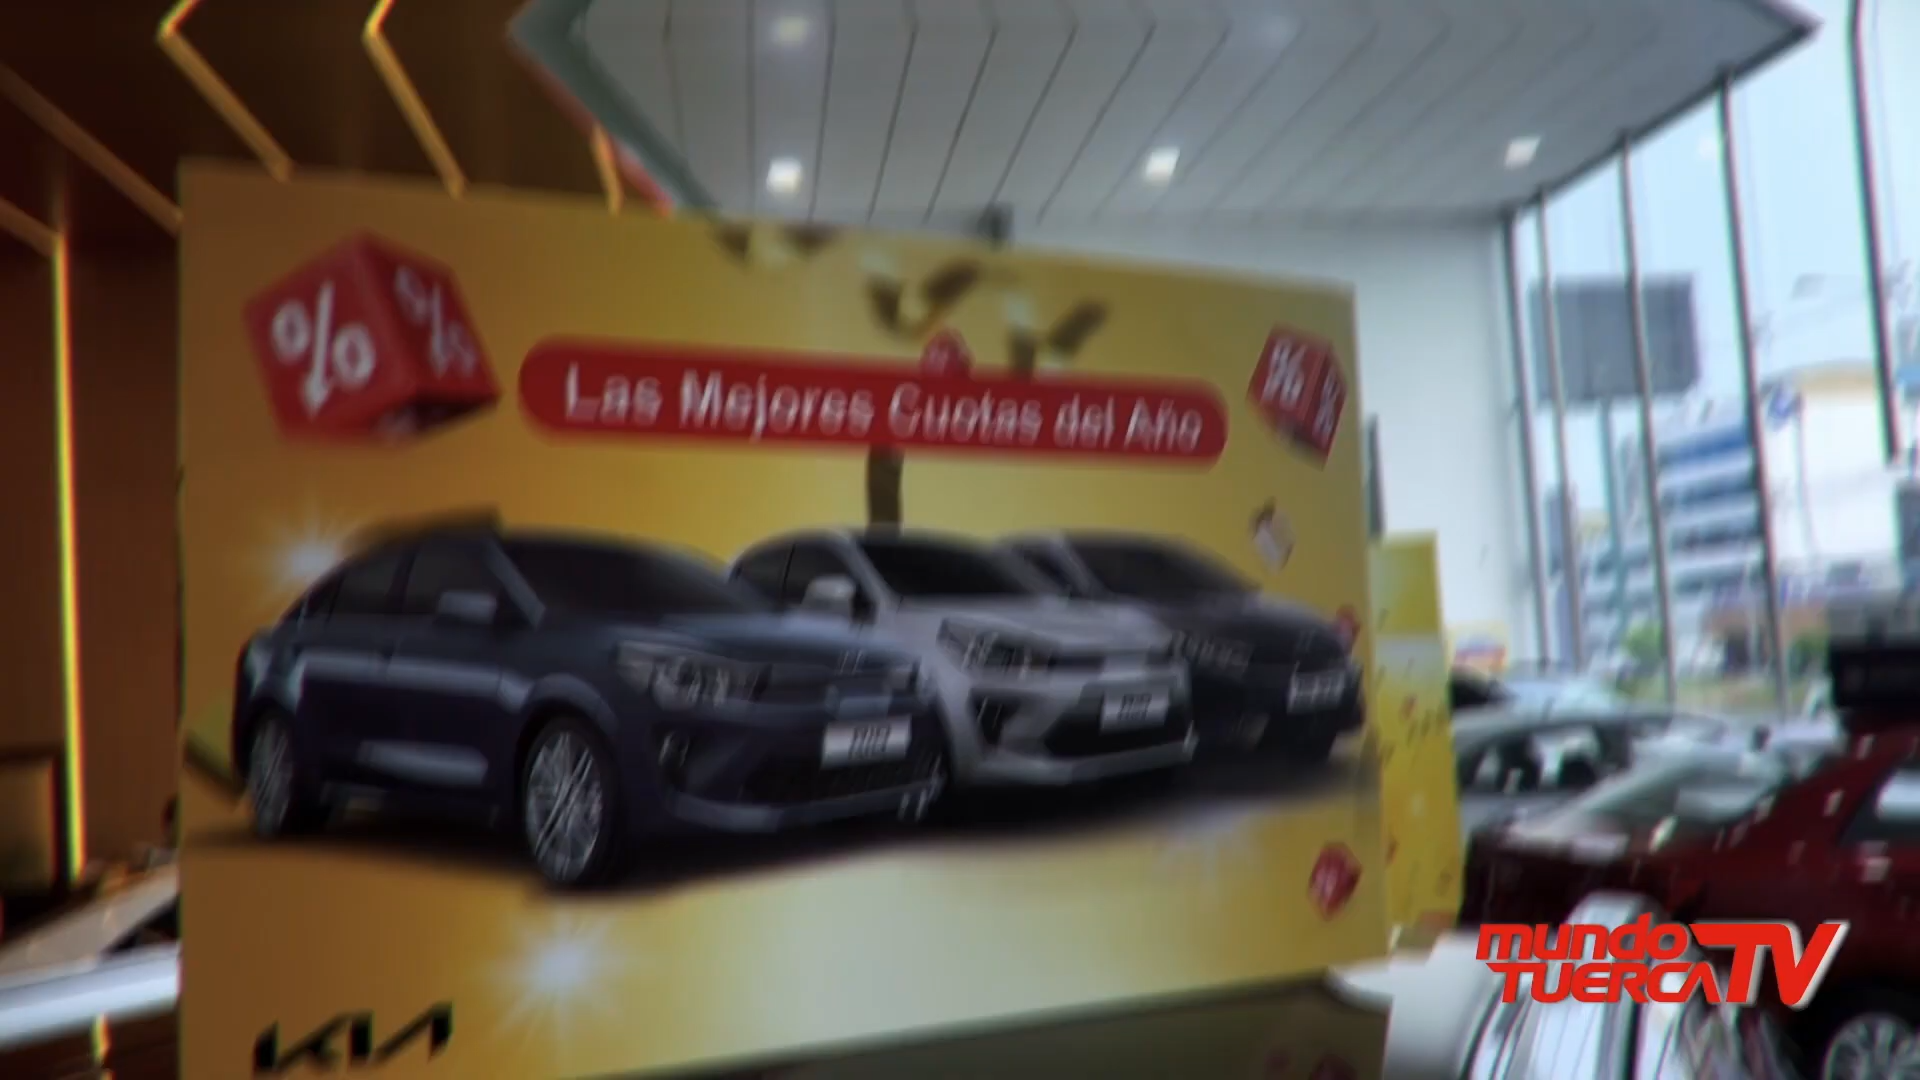 % %
% %
Las Mejores Cuotas del Año
KIA
mundo
TUERCA TV